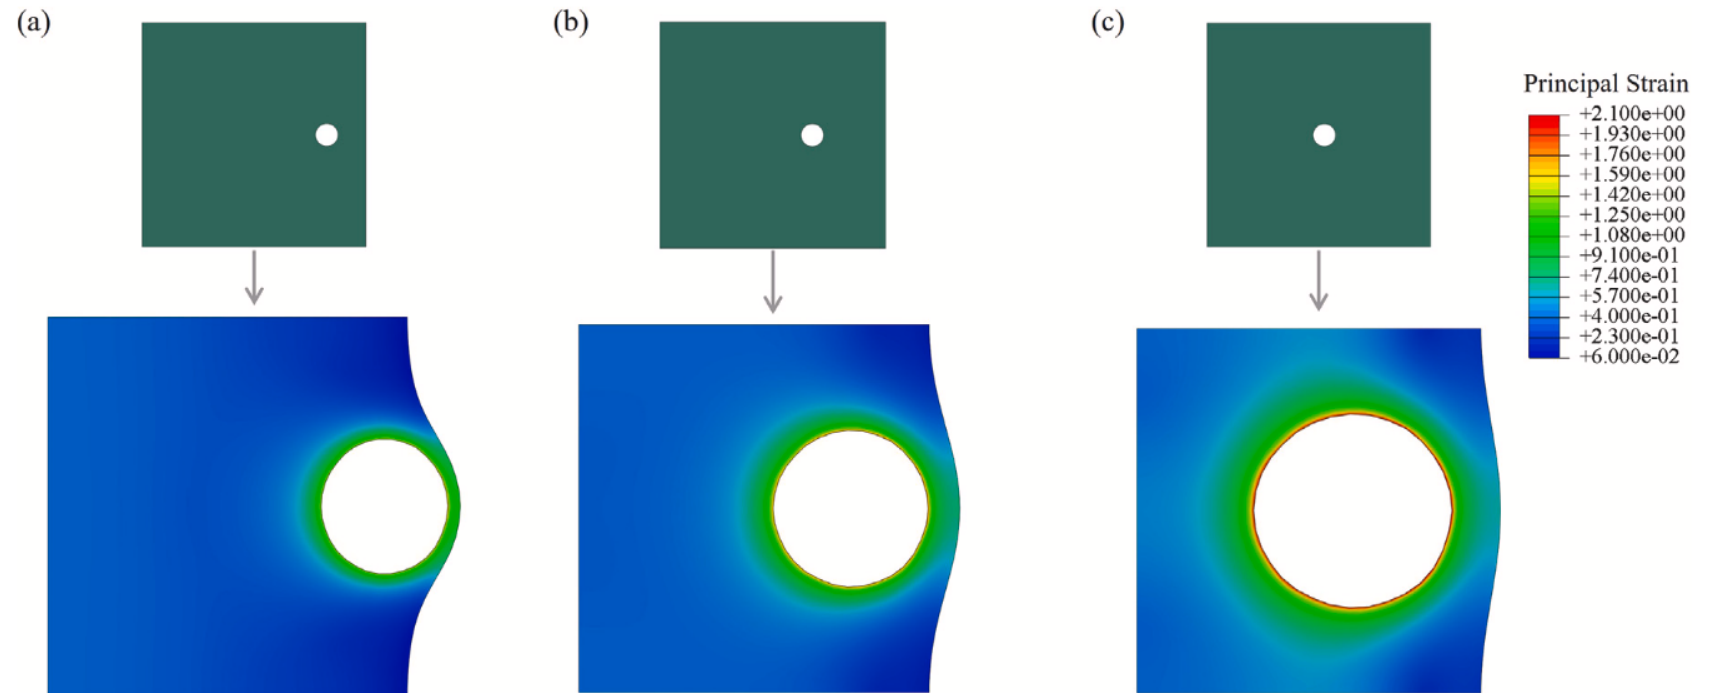 (a)
(b)
(c)
Principal Strain
+2.100e+00
+1.930e+00
+1.760e+00
+1.590e+00
+1.420e+00
+1.250e+00
+1.080e+00
+9.100e-01
+7.400e-01
+5.700e-01
+4.000e-01
+2.300e-01
+6.000e-02